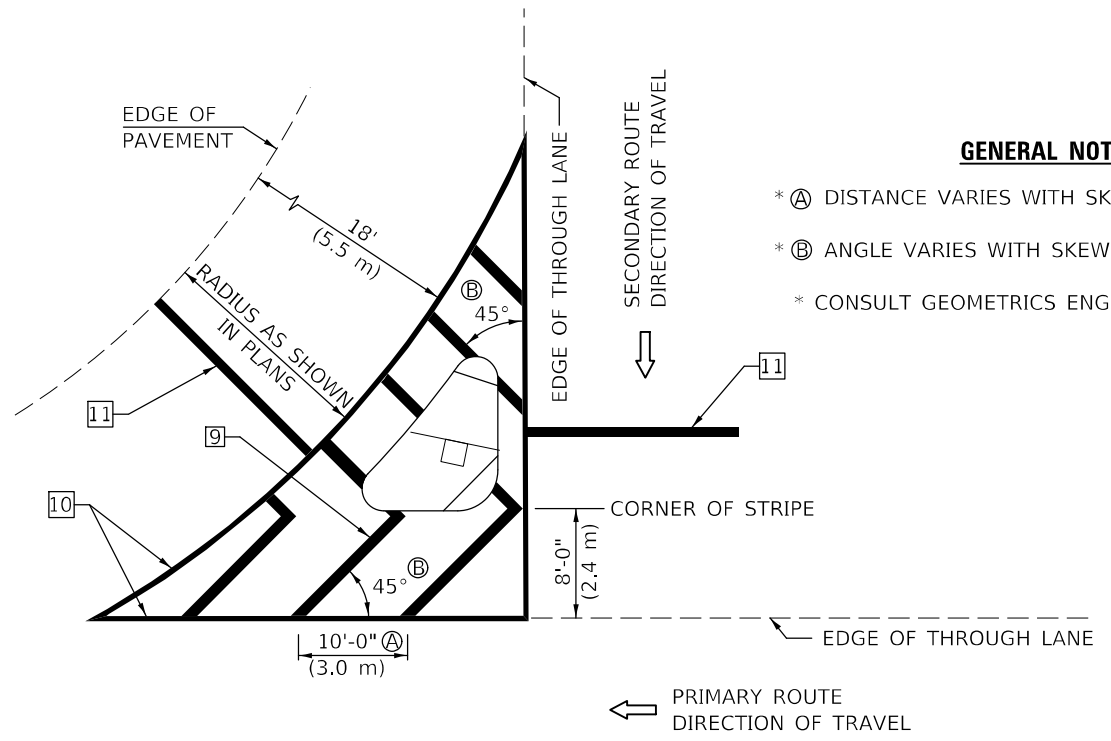 EDGE OF
PAVEMENT
18'
(5.5 m)
RADIUS AS SHOWN
IN PLANS
EDGE OF THROUGH LANE
SECONDARY ROUTE
DIRECTION OF TRAVEL
GENERAL NOT
* Ⓐ DISTANCE VARIES WITH SK
* Ⓑ ANGLE VARIES WITH SKEW
* CONSULT GEOMETRICS ENG
Ⓑ
45°
11
11
9
10
CORNER OF STRIPE
8'-0"
(2.4 m)
45° Ⓑ
10'-0" Ⓐ
(3.0 m)
EDGE OF THROUGH LANE
PRIMARY ROUTE
DIRECTION OF TRAVEL